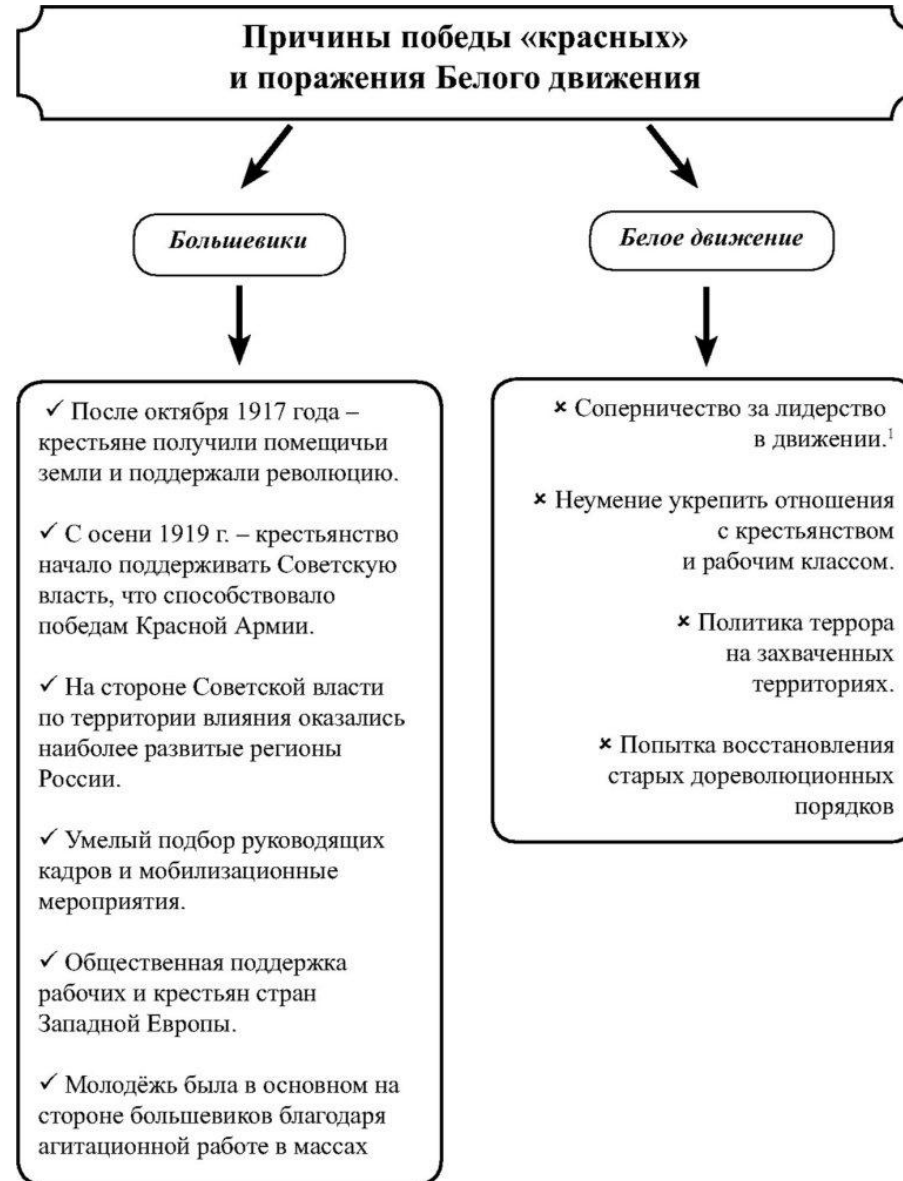 Причины победы «красных»
и поражения Белого движения
Большевики
✓ После октября 1917 года –
крестьяне получили помещичьи
земли и поддержали революцию.
✓ С осени 1919 г. – крестьянство
начало поддерживать Советскую
власть, что способствовало
победам Красной Армии.
✓ На стороне Советской власти
по территории влияния оказались
наиболее развитые регионы
России.
✓ Умелый подбор руководящих
кадров и мобилизационные
мероприятия.
✓ Общественная поддержка
рабочих и крестьян стран
Западной Европы.
✓ Молодёжь была в основном на
стороне большевиков благодаря
агитационной работе в массах
Белое движение
× Соперничество за лидерство
в движении.¹
× Неумение укрепить отношения
с крестьянством
и рабочим классом.
× Политика террора
на захваченных
территориях.
× Попытка восстановления
старых дореволюционных
порядков